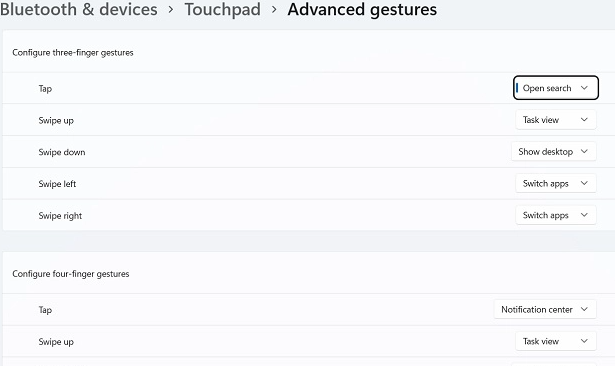 Bluetooth & devices > Touchpad > Advanced gestures
Configure three-finger gestures
Tap Open search
Swipe up Task view
Swipe down Show desktop
Swipe left Switch apps
Swipe right Switch apps
Configure four-finger gestures
Tap Notification center
Swipe up Task view